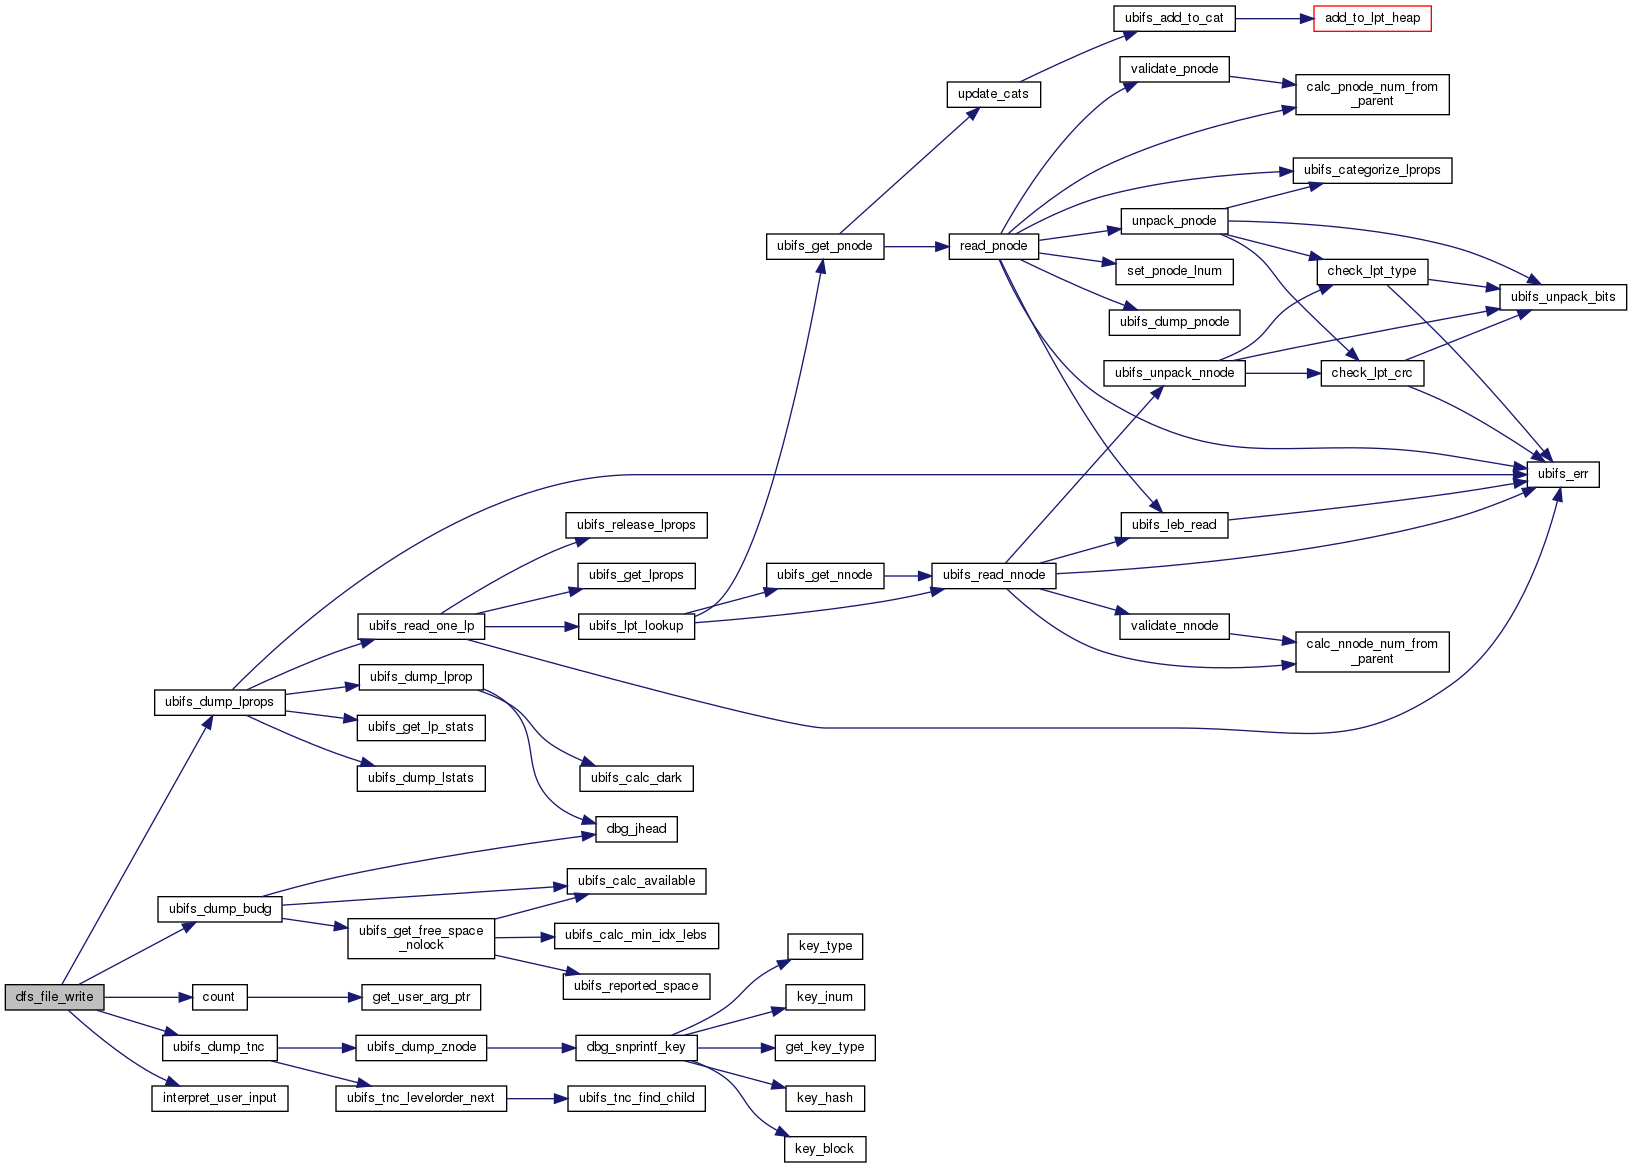 ubifs_add_to_cat
add_to_lpt_heap
validate_pnode
update_cats
calc_pnode_num_from
_parent
ubifs_categorize_lprops
unpack_pnode
ubifs_get_pnode
read_pnode
set_pnode_lnum
check_lpt_type
ubifs_unpack_bits
ubifs_dump_pnode
ubifs_unpack_nnode
check_lpt_crc
ubifs_err
ubifs_release_lprops
ubifs_leb_read
ubifs_get_lprops
ubifs_get_nnode
ubifs_read_nnode
ubifs_read_one_lp
ubifs_lpt_lookup
validate_nnode
calc_nnode_num_from
_parent
ubifs_dump_lprop
ubifs_dump_lprops
ubifs_get_lp_stats
ubifs_dump_lstats
ubifs_calc_dark
dbg_jhead
ubifs_calc_available
ubifs_dump_budg
ubifs_get_free_space
_nolock
ubifs_calc_min_idx_lebs
key_type
ubifs_reported_space
dfs_file_write
count
get_user_arg_ptr
key_inum
ubifs_dump_tnc
ubifs_dump_znode
dbg_snprintf_key
get_key_type
interpret_user_input
ubifs_tnc_levelorder_next
ubifs_tnc_find_child
key_hash
key_block